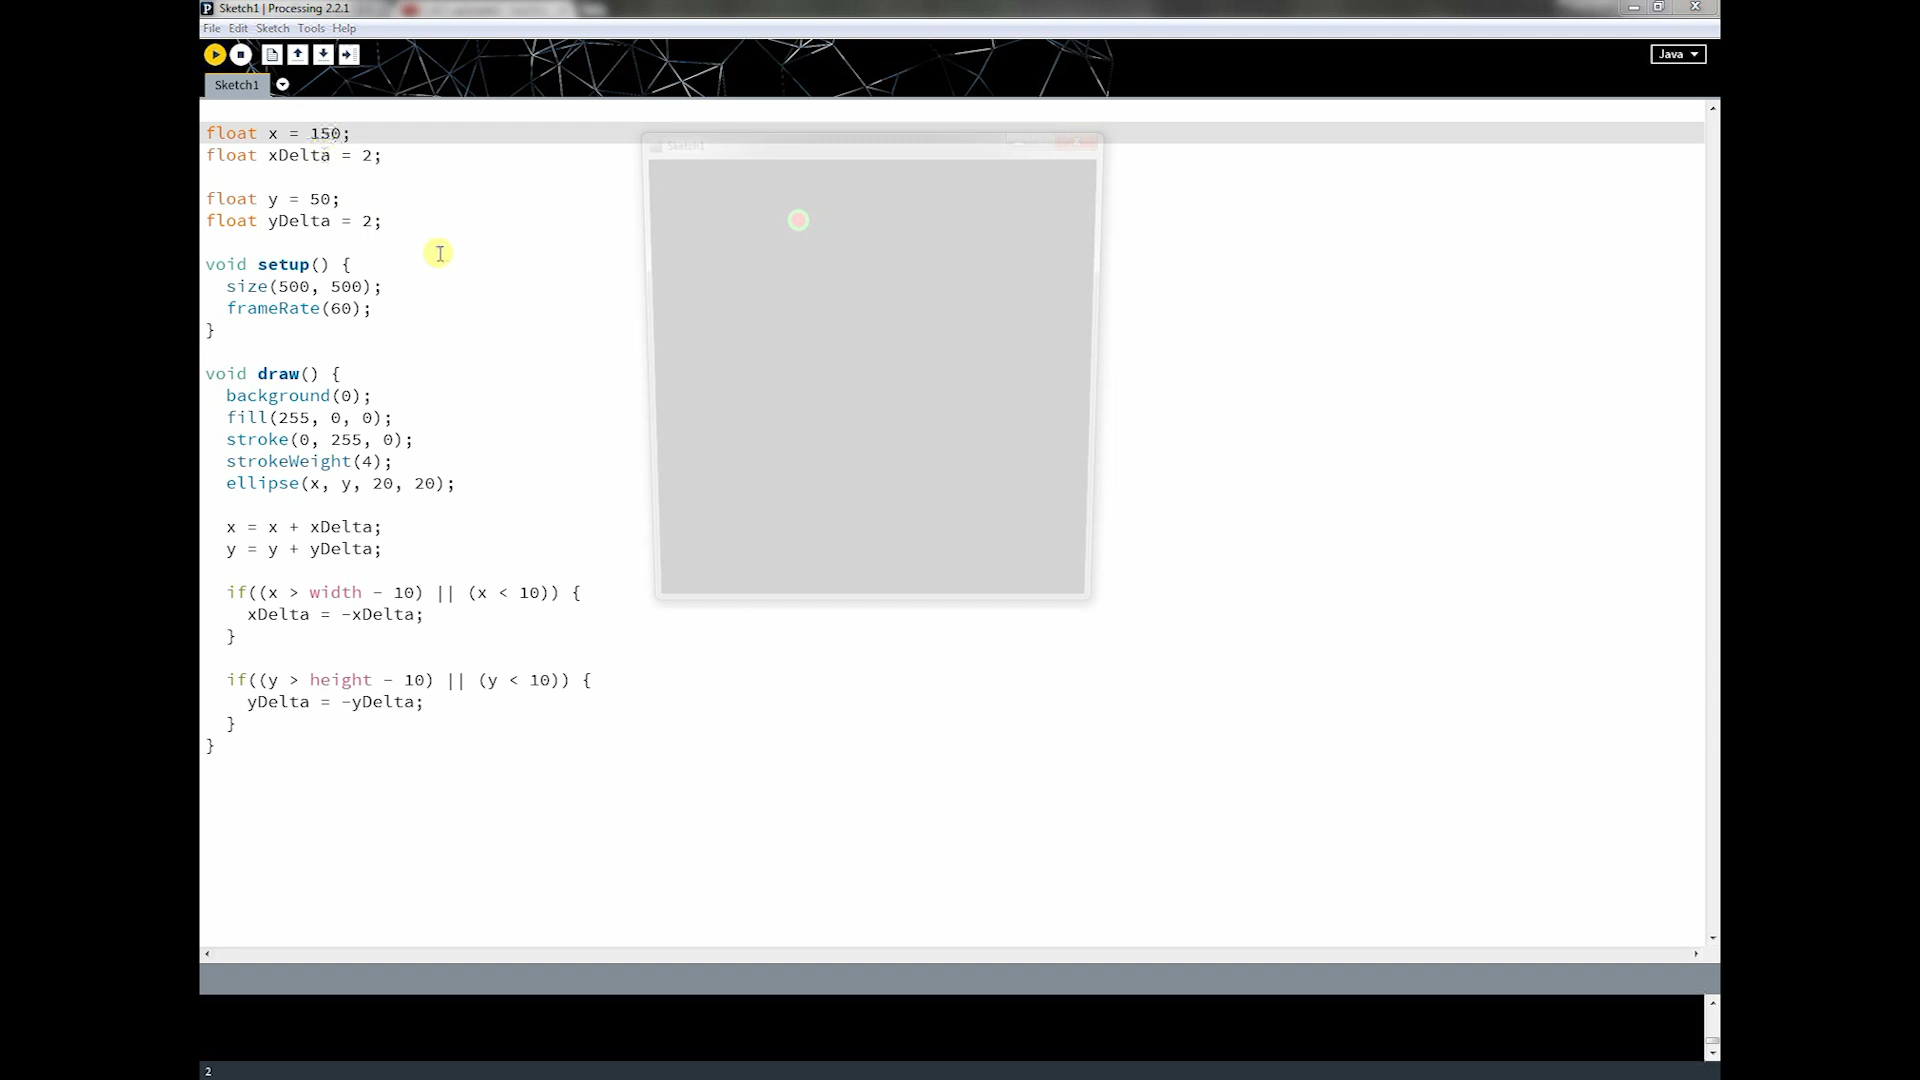 Sketch1 | Processing 2.2.1
File Edit Sketch Tools Help
Java
Sketch1
float x = 150;
float xDelta = 2;
float y = 50;
float yDelta = 2;
void setup() {
size(500, 500);
frameRate(60);
}
void draw() {
background(0);
fill(255, 0, 0);
stroke(0, 255, 0);
strokeWeight(4);
ellipse(x, y, 20, 20);
x = x + xDelta;
y = y + yDelta;
if((x > width - 10) || (x < 10)) {
xDelta = -xDelta;
}
if((y > height - 10) || (y < 10)) {
yDelta = -yDelta;
}
}
Sketch1
2